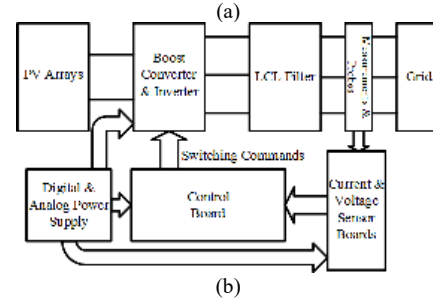 (a)
PV Arrays
Boost
Converter
& Inverter
LCL Filter
Grid
Switching Commands
Digital &
Analog Power
Supply
Control
Board
Current &
Voltage
Sensor
Boards
(b)